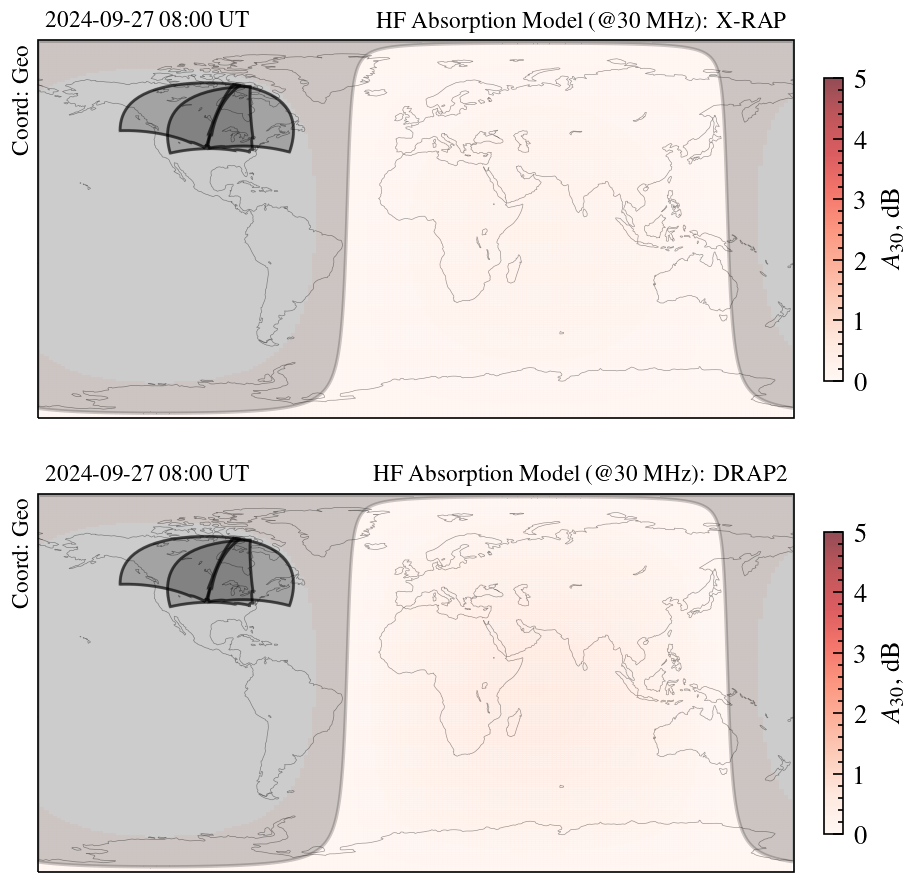 2024-09-27 08:00 UT
HF Absorption Model (@30 MHz): X-RAP
Coord: Geo
5
4
3
2
1
0
A30, dB
2024-09-27 08:00 UT
HF Absorption Model (@30 MHz): DRAP2
Coord: Geo
5
4
3
2
1
0
A30, dB